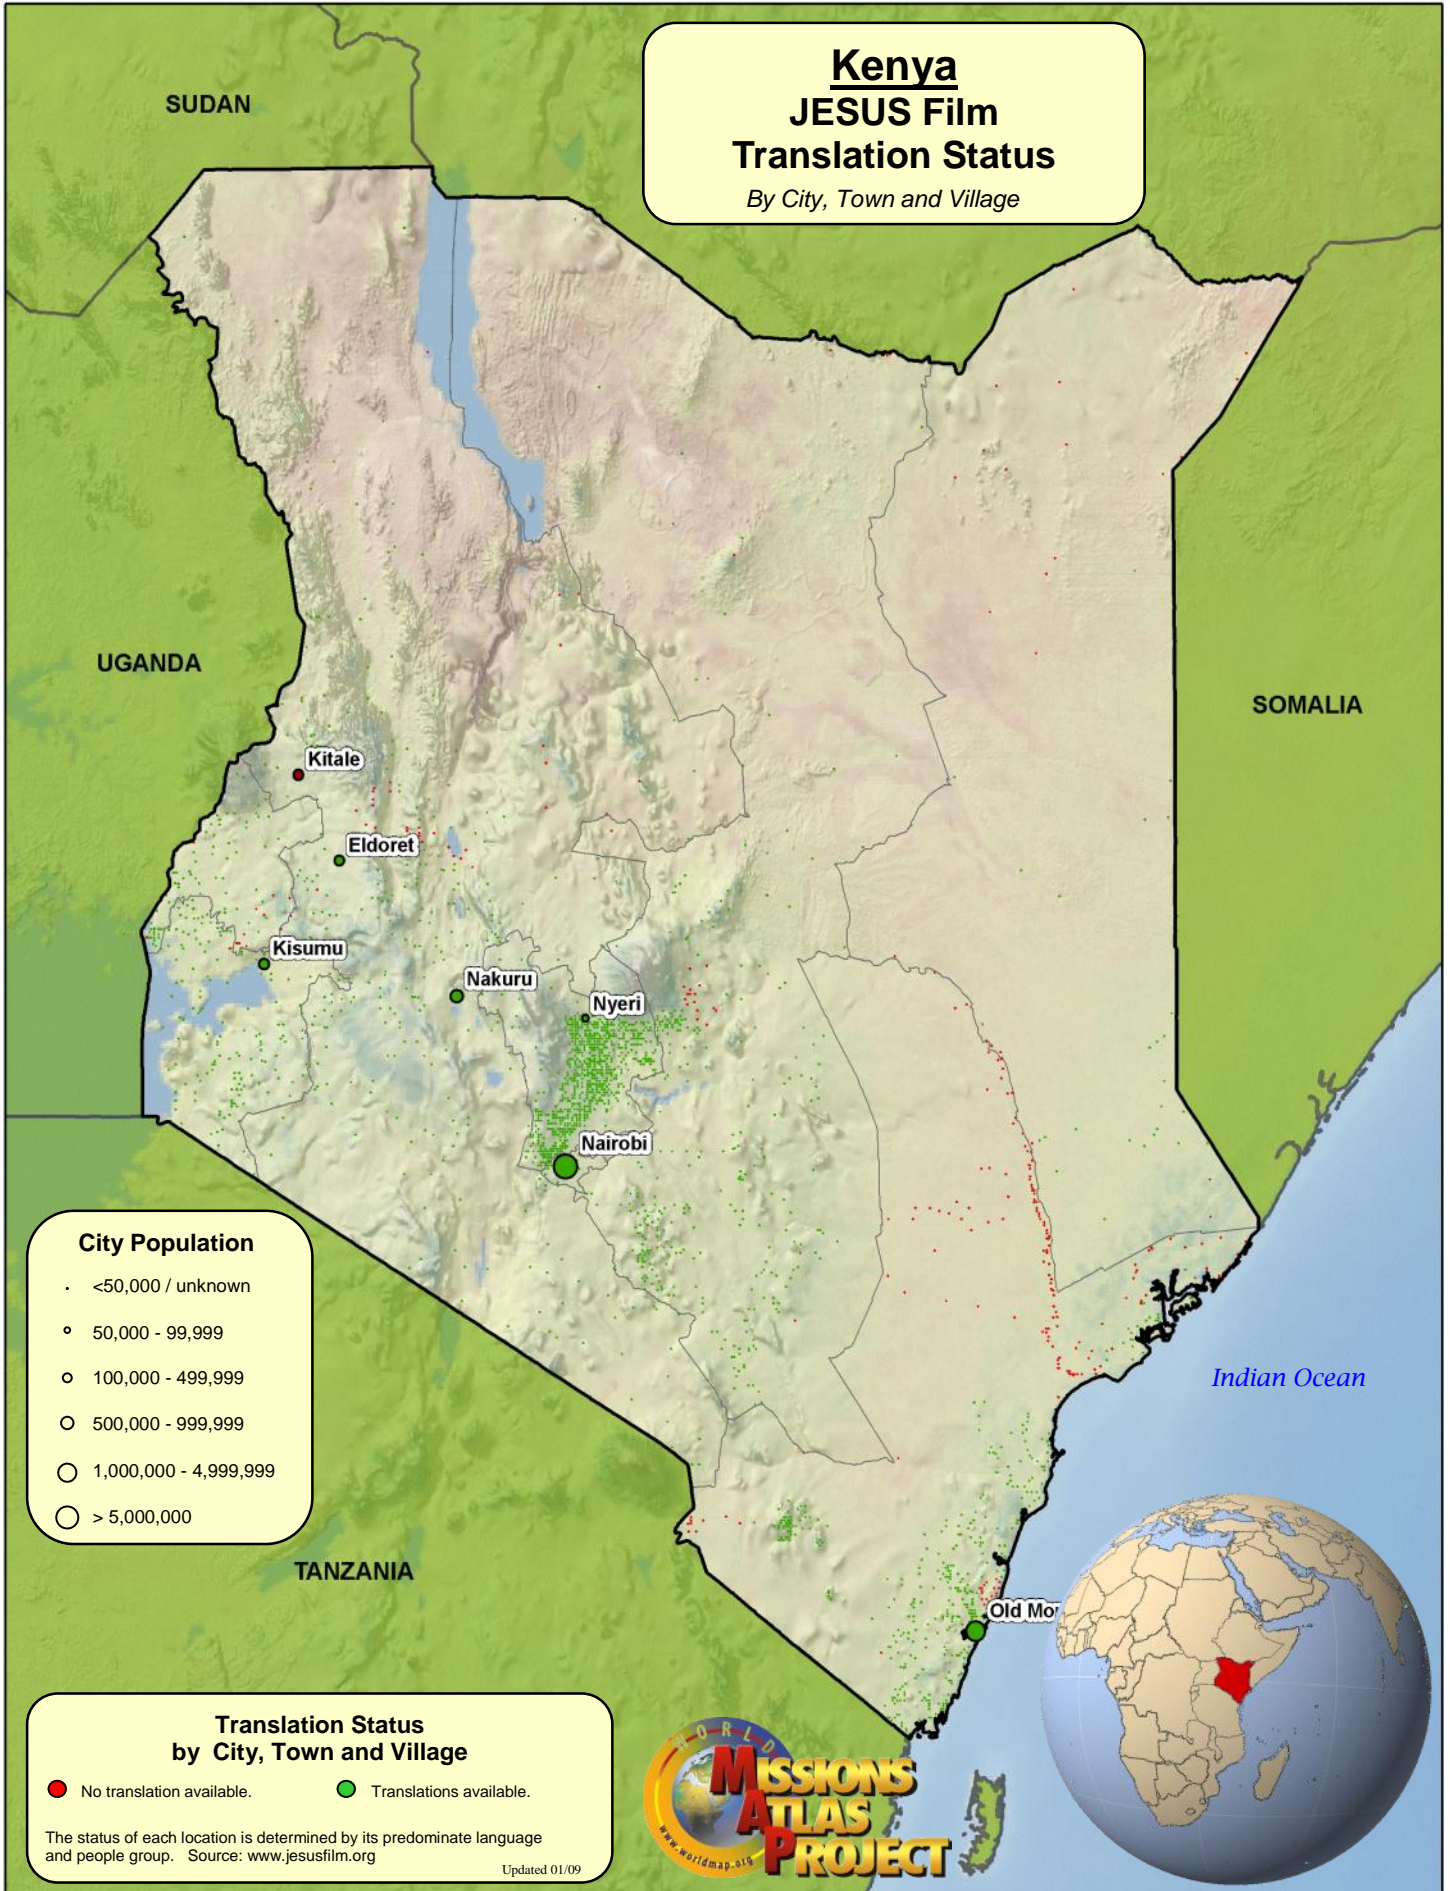 Kenya
JESUS Film
Translation Status
By City, Town and Village
SUDAN
UGANDA
SOMALIA
Kitale
Eldoret
Kisumu
Nakuru
Nyeri
Nairobi
City Population
<50,000 / unknown
50,000 - 99,999
100,000 - 499,999
500,000 - 999,999
1,000,000 - 4,999,999
> 5,000,000
Indian Ocean
TANZANIA
Old Mo
Translation Status
by City, Town and Village
No translation available.
Translations available.
The status of each location is determined by its predominate language
and people group. Source: www.jesusfilm.org
Updated 01/09
WORLD
MISSIONS
ATLAS
PROJECT
www.worldmap.org